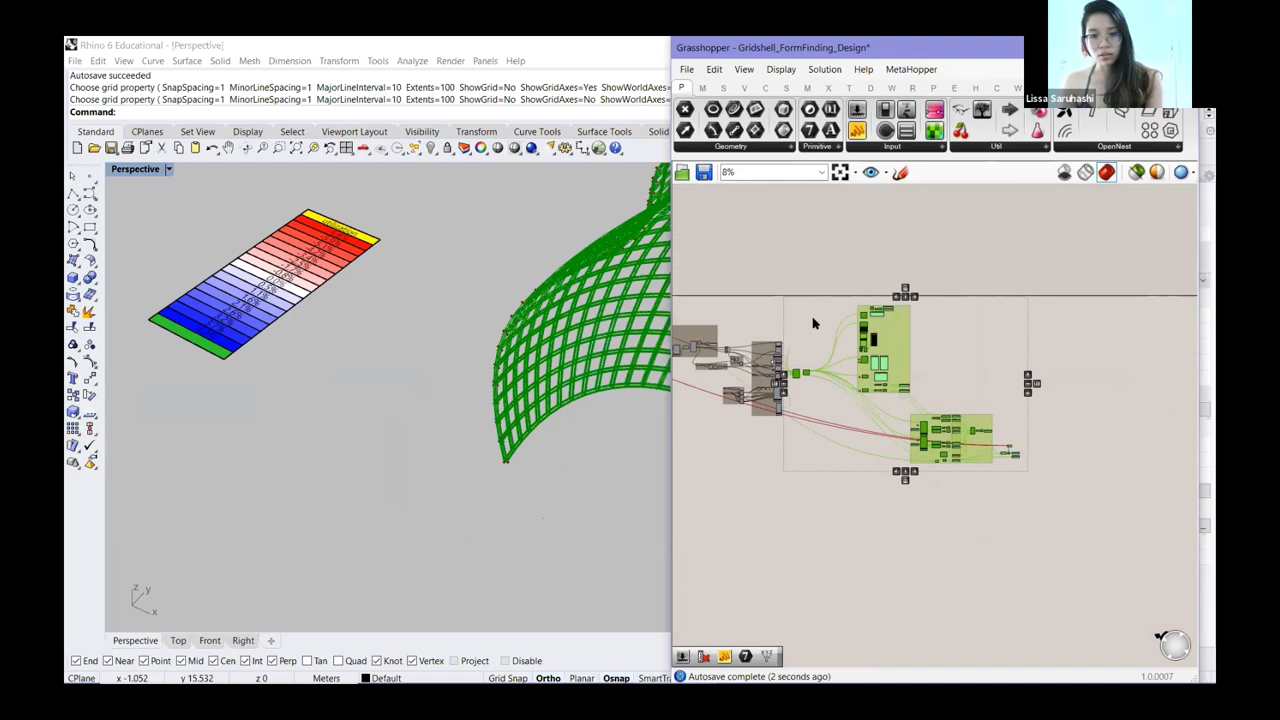 Rhino 6 Educational - [Perspective]
File Edit View Curve Surface Solid Mesh Dimension Transform Tools Analyze Render Panels Help
Autosave succeeded
Choose grid property ( SnapSpacing=1 MinorLineSpacing=1 MajorLineInterval=10 Extents=100 ShowGrid=No ShowGridAxes=Yes ShowWorldAxes=
Choose grid property ( SnapSpacing=1 MinorLineSpacing=1 MajorLineInterval=10 Extents=100 ShowGrid=No ShowGridAxes=No ShowWorldAxes=
Command:
Standard CPlanes Set View Display Select Viewport Layout Visibility Transform Curve Tools Surface Tools Solid
Perspective
utilisation
z y
x
Perspective Top Front Right
End Near Point Mid Cen Int Perp Tan Quad Knot Vertex Project Disable
CPlane x -1.052 y 15.532 z 0 Meters Default Grid Snap Ortho Planar Osnap SmartTra
Grasshopper - Gridshell_FormFinding_Design*
File Edit View Display Solution Help MetaHopper
P M S V C S M X T D W K L P E H
Geometry Primitive Input Util OpenNest
8%
Autosave complete (2 seconds ago)
1.0.0007
Lissa Saruhashi